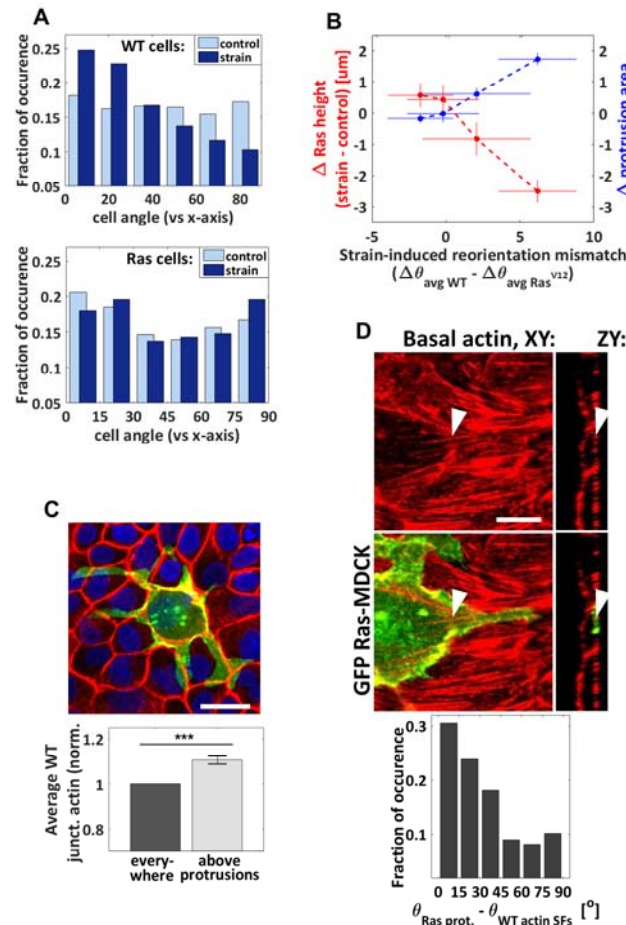 A
WT cells:
control
strain
Fraction of occurence
0.25
0.2
0.15
0.1
0.05
0 20 40 60 80
cell angle (vs x-axis)
Ras cells:
control
strain
Fraction of occurence
0.25
0.2
0.15
0.1
0.05
0 15 30 45 60 75 90
cell angle (vs x-axis)
B
Δ Ras height
(strain - control) [um]
2
1
0
-1
-2
-3
2
1
0
-1
-2
-3
Δ protrusion area
-5 0 5 10
Strain-induced reorientation mismatch
(Δθavg WT - Δθavg RasV12)
C
Average WT
junct. actin (norm.
1.2
1
0.8
***
every-
where
above
protrusions
D
Basal actin, XY: ZY:
GFP Ras-MDCK
Fraction of occurence
0.3
0.2
0.1
0 15 30 45 60 75 90
θRas prot. - θWT actin SFs [°]